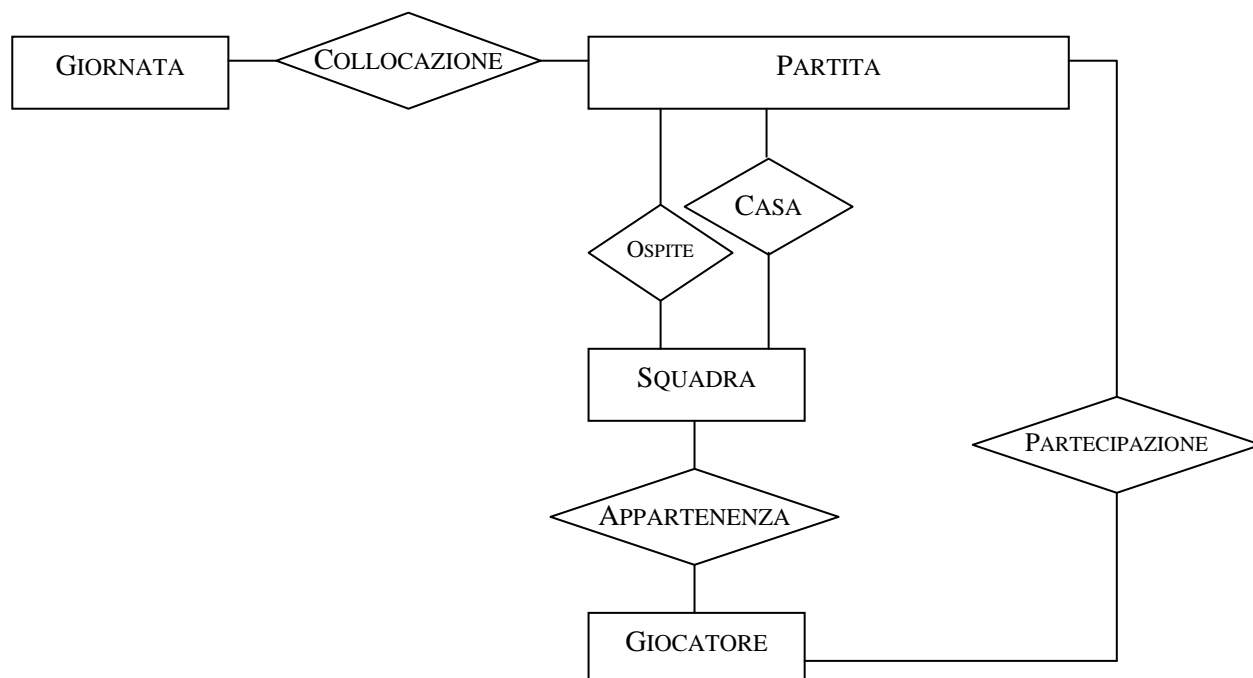 GIORNATA
COLLOCAZIONE
PARTITA
CASA
OSPITE
SQUADRA
PARTECIPAZIONE
APPARTENENZA
GIOCATORE